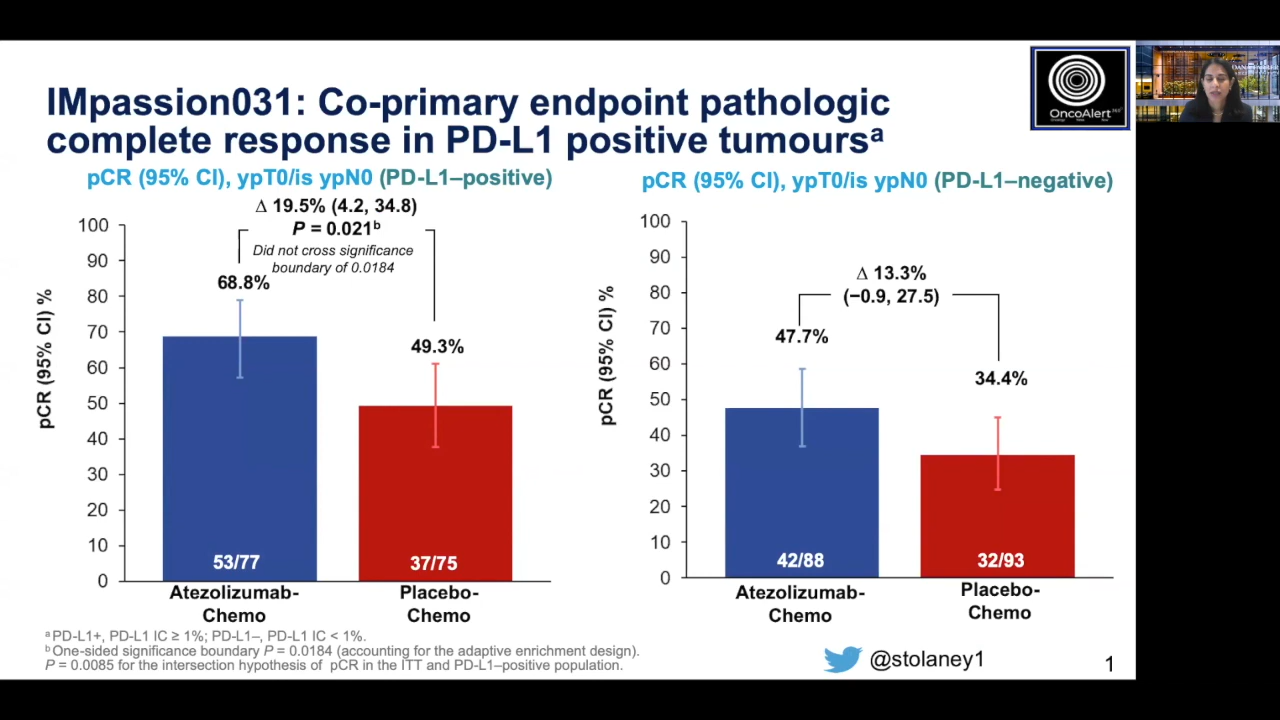 IMpassion031: Co-primary endpoint pathologic
complete response in PD-L1 positive tumoursᵃ
OncoAlert
pCR (95% CI), ypT0/is ypN0 (PD-L1–positive)
Δ 19.5% (4.2, 34.8)
P = 0.021ᵇ
Did not cross significance
boundary of 0.0184
68.8%
49.3%
pCR (95% CI) %
100
90
80
70
60
50
40
30
20
10
0
53/77
37/75
Atezolizumab-
Chemo
Placebo-
Chemo
pCR (95% CI), ypT0/is ypN0 (PD-L1–negative)
Δ 13.3%
(−0.9, 27.5)
47.7%
34.4%
pCR (95% CI) %
100
90
80
70
60
50
40
30
20
10
0
42/88
32/93
Atezolizumab-
Chemo
Placebo-
Chemo
ᵃ PD-L1+, PD-L1 IC ≥ 1%; PD-L1–, PD-L1 IC < 1%.
ᵇ One-sided significance boundary P = 0.0184 (accounting for the adaptive enrichment design).
P = 0.0085 for the intersection hypothesis of pCR in the ITT and PD-L1–positive population.
@stolaney1
1